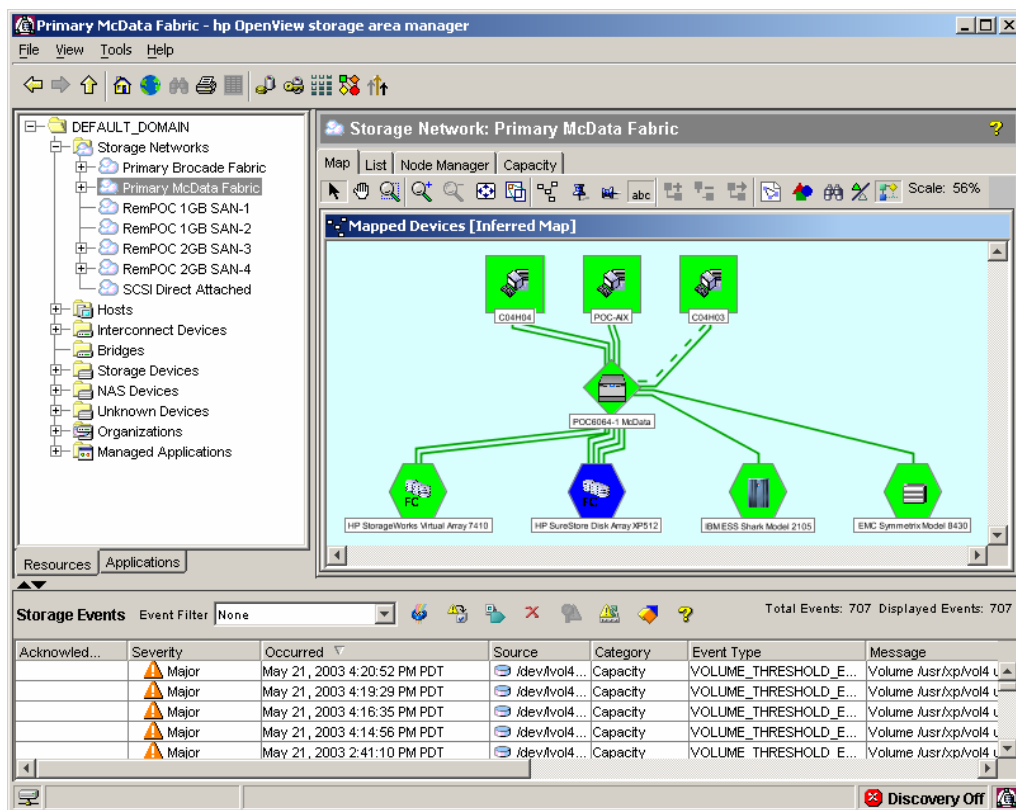 Primary McData Fabric - hp OpenView storage area manager
File View Tools Help
DEFAULT_DOMAIN
Storage Networks
Primary Brocade Fabric
Primary McData Fabric
RemPOC 1GB SAN-1
RemPOC 1GB SAN-2
RemPOC 2GB SAN-3
RemPOC 2GB SAN-4
SCSI Direct Attached
Hosts
Interconnect Devices
Bridges
Storage Devices
NAS Devices
Unknown Devices
Organizations
Managed Applications
Resources Applications
Storage Network: Primary McData Fabric
Map List Node Manager Capacity
abc Scale: 56%
Mapped Devices [Inferred Map]
C04H04 POC-AIX C04H03
POC6064-1 McData
FC FC
HP StorageWorks Virtual Array 7410 HP SureStore Disk Array XP512 IBM ESS Shark Model 2105 EMC Symmetrix Model 8430
Storage Events Event Filter None Total Events: 707 Displayed Events: 707
Acknowled... Severity Occurred Source Category Event Type Message
Major May 21, 2003 4:20:52 PM PDT /dev/lvol4... Capacity VOLUME_THRESHOLD_E... Volume /usr/xp/vol4 u
Major May 21, 2003 4:19:29 PM PDT /dev/lvol4... Capacity VOLUME_THRESHOLD_E... Volume /usr/xp/vol4 u
Major May 21, 2003 4:16:35 PM PDT /dev/lvol4... Capacity VOLUME_THRESHOLD_E... Volume /usr/xp/vol4 u
Major May 21, 2003 4:14:56 PM PDT /dev/lvol4... Capacity VOLUME_THRESHOLD_E... Volume /usr/xp/vol4 u
Major May 21, 2003 2:41:10 PM PDT /dev/lvol4... Capacity VOLUME_THRESHOLD_E... Volume /usr/xp/vol4 u
Discovery Off